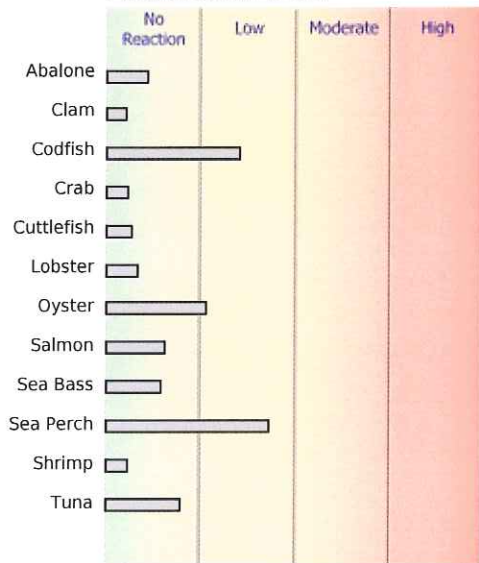 No Reaction Low Moderate High
Abalone
Clam
Codfish
Crab
Cuttlefish
Lobster
Oyster
Salmon
Sea Bass
Sea Perch
Shrimp
Tuna